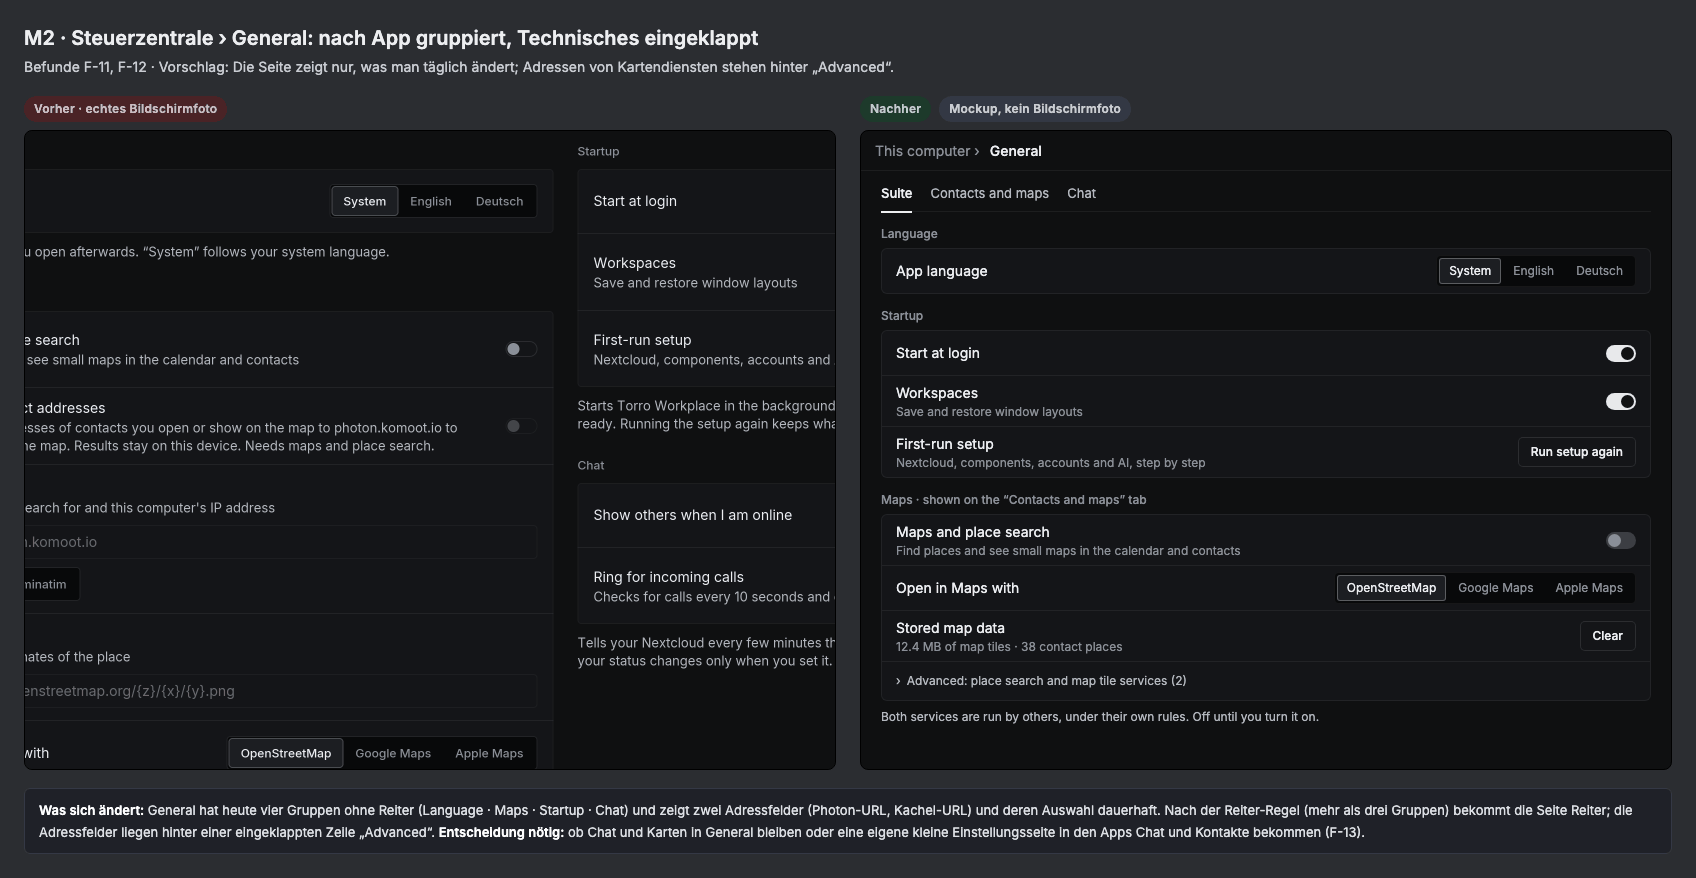 M2 · Steuerzentrale › General: nach App gruppiert, Technisches eingeklappt
Befunde F-11, F-12 · Vorschlag: Die Seite zeigt nur, was man täglich ändert; Adressen von Kartendiensten stehen hinter „Advanced“.
Vorher · echtes Bildschirmfoto
System English Deutsch
u open afterwards. “System” follows your system language.
e search
see small maps in the calendar and contacts
ct addresses
esses of contacts you open or show on the map to photon.komoot.io to
he map. Results stay on this device. Needs maps and place search.
earch for and this computer's IP address
n.komoot.io
minatim
nates of the place
enstreetmap.org/{z}/{x}/{y}.png
with
OpenStreetMap Google Maps Apple Maps
Startup
Start at login
Workspaces
Save and restore window layouts
First-run setup
Nextcloud, components, accounts and
Starts Torro Workplace in the background
ready. Running the setup again keeps wha
Chat
Show others when I am online
Ring for incoming calls
Checks for calls every 10 seconds and
Tells your Nextcloud every few minutes th
your status changes only when you set it.
Nachher Mockup, kein Bildschirmfoto
This computer › General
Suite Contacts and maps Chat
Language
App language System English Deutsch
Startup
Start at login
Workspaces
Save and restore window layouts
First-run setup
Nextcloud, components, accounts and AI, step by step
Run setup again
Maps · shown on the “Contacts and maps” tab
Maps and place search
Find places and see small maps in the calendar and contacts
Open in Maps with OpenStreetMap Google Maps Apple Maps
Stored map data
12.4 MB of map tiles · 38 contact places
Clear
› Advanced: place search and map tile services (2)
Both services are run by others, under their own rules. Off until you turn it on.
Was sich ändert: General hat heute vier Gruppen ohne Reiter (Language · Maps · Startup · Chat) und zeigt zwei Adressfelder (Photon-URL, Kachel-URL) und deren Auswahl dauerhaft. Nach der Reiter-Regel (mehr als drei Gruppen) bekommt die Seite Reiter; die
Adressfelder liegen hinter einer eingeklappten Zeile „Advanced“. Entscheidung nötig: ob Chat und Karten in General bleiben oder eine eigene kleine Einstellungsseite in den Apps Chat und Kontakte bekommen (F-13).